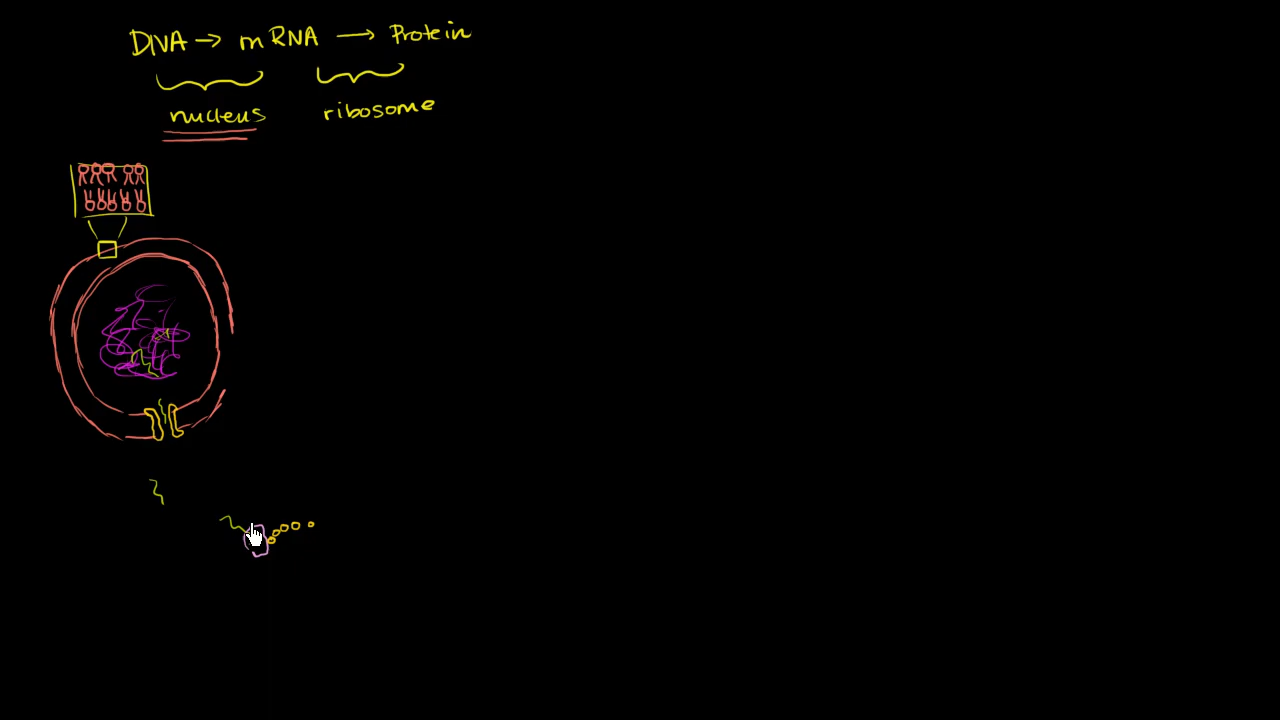 DNA → mRNA → Protein
nucleus ribosome